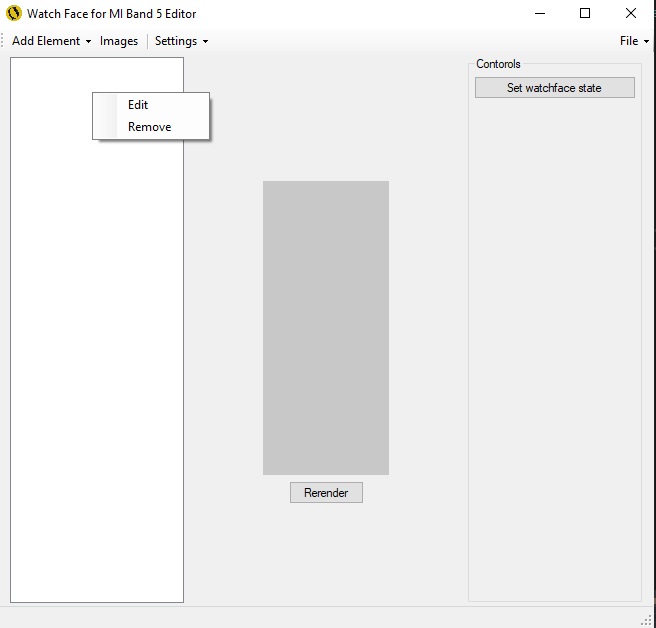 Watch Face for MI Band 5 Editor
Add Element Images Settings File
Edit
Remove
Contorols
Set watchface state
Rerender